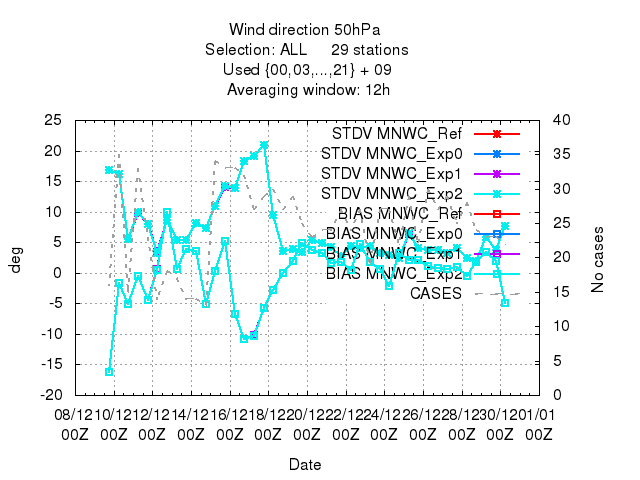 Wind direction 50hPa
Selection: ALL 29 stations
Used {00,03,...,21} + 09
Averaging window: 12h
25
20
15
10
5
0
-5
-10
-15
-20
deg
40
35
30
25
20
15
10
5
0
No cases
STDV MNWC_Ref
STDV MNWC_Exp0
STDV MNWC_Exp1
STDV MNWC_Exp2
BIAS MNWC_Ref
BIAS MNWC_Exp0
BIAS MNWC_Exp1
BIAS MNWC_Exp2
CASES
08/12 10/12 12/12 14/12 16/12 18/12 20/12 22/12 24/12 26/12 28/12 30/12 01/01
00Z 00Z 00Z 00Z 00Z 00Z 00Z 00Z 00Z 00Z 00Z 00Z 00Z
Date